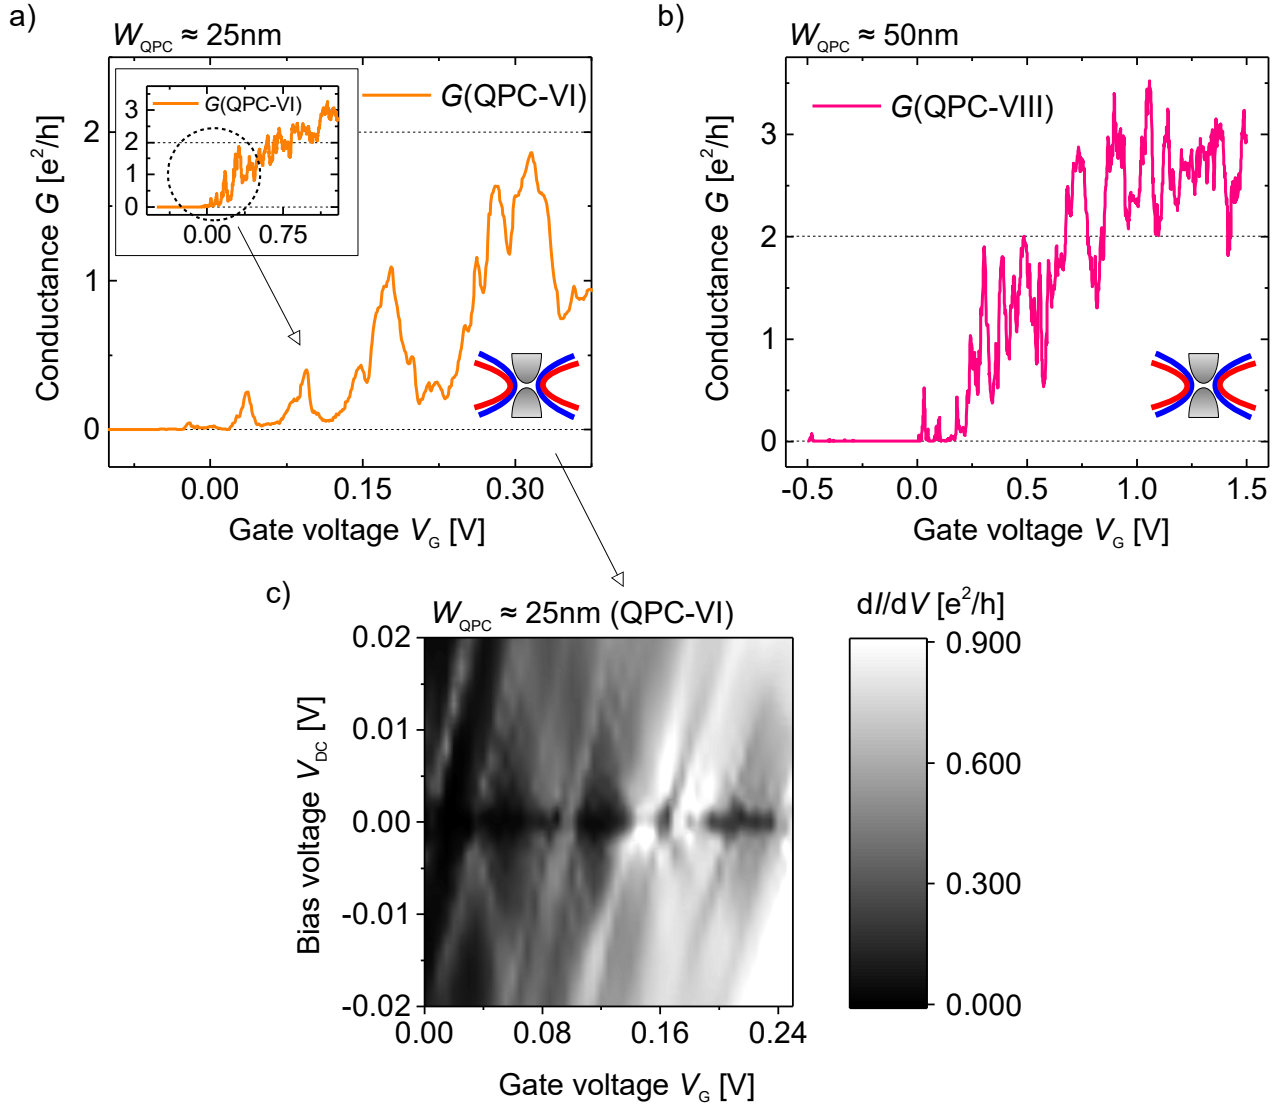 a)
W_QPC ≈ 25nm
G(QPC-VI)
G(QPC-VI)
3
2
1
0
0.00 0.75
2
1
0
Conductance G [e²/h]
0.00 0.15 0.30
Gate voltage V_G [V]
b)
W_QPC ≈ 50nm
G(QPC-VIII)
3
2
1
0
Conductance G [e²/h]
-0.5 0.0 0.5 1.0 1.5
Gate voltage V_G [V]
c)
W_QPC ≈ 25nm (QPC-VI)
0.02
0.01
0.00
-0.01
-0.02
Bias voltage V_DC [V]
0.00 0.08 0.16 0.24
Gate voltage V_G [V]
dI/dV [e²/h]
0.900
0.600
0.300
0.000